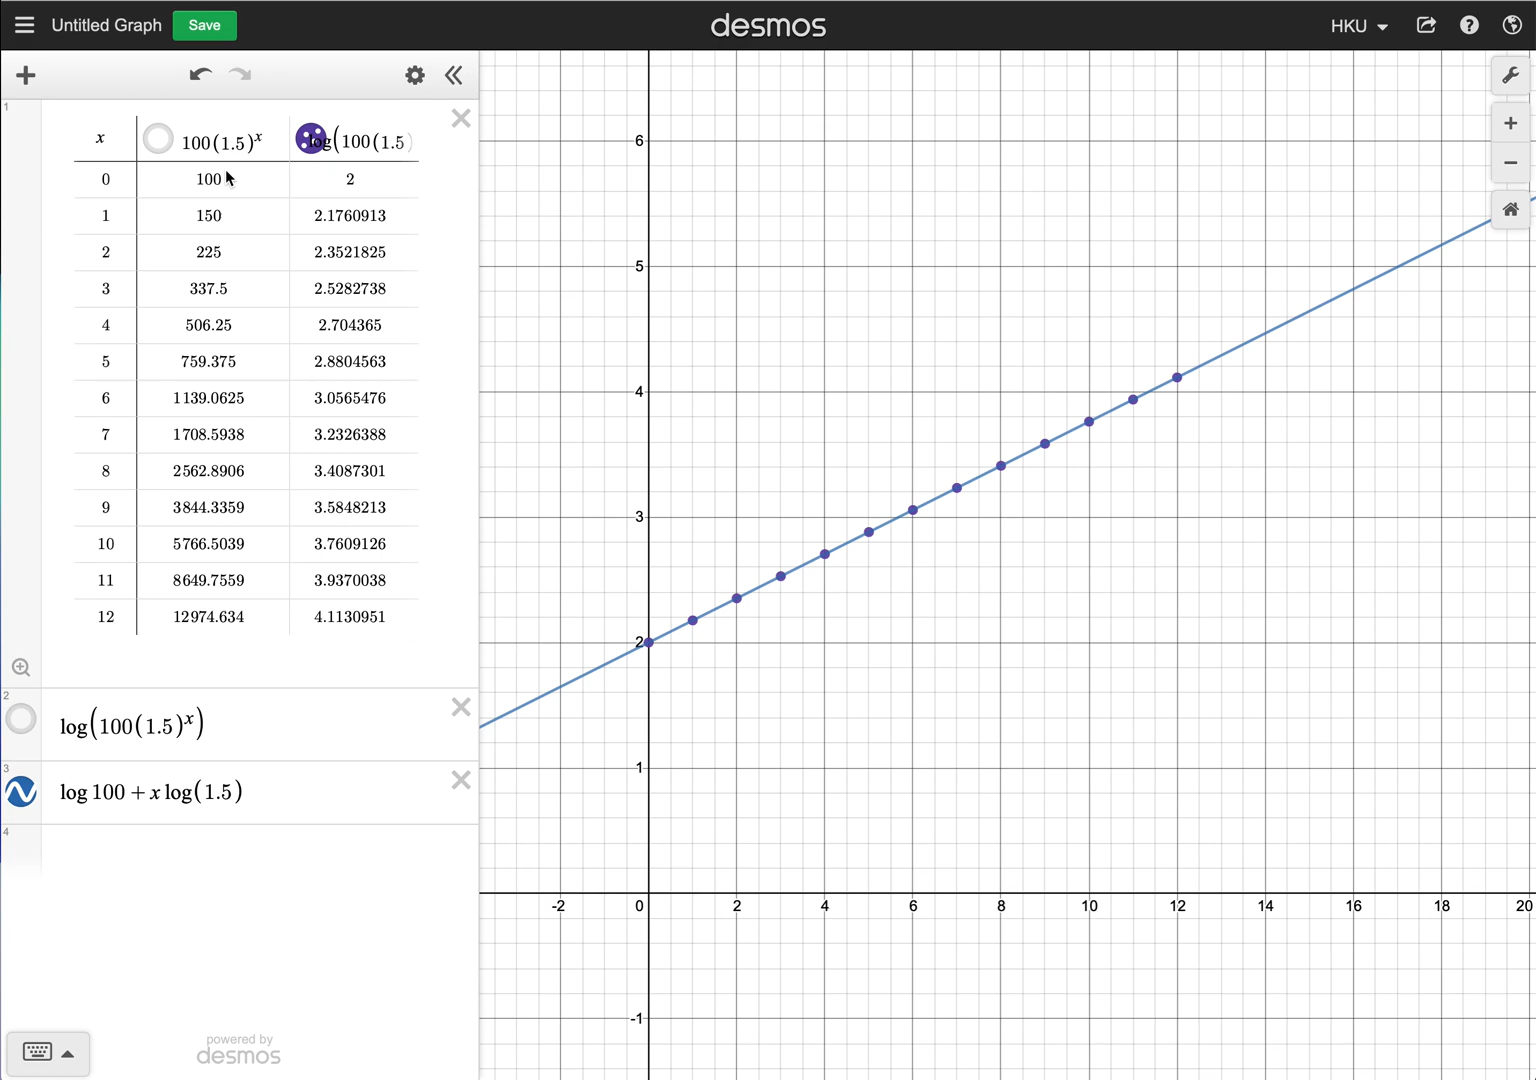 Untitled Graph Save desmos HKU
1
x 100(1.5)^x log(100(1.5)
0 100 2
1 150 2.1760913
2 225 2.3521825
3 337.5 2.5282738
4 506.25 2.704365
5 759.375 2.8804563
6 1139.0625 3.0565476
7 1708.5938 3.2326388
8 2562.8906 3.4087301
9 3844.3359 3.5848213
10 5766.5039 3.7609126
11 8649.7559 3.9370038
12 12974.634 4.1130951
2
log(100(1.5)^x)
3
log 100 + x log(1.5)
4
powered by
desmos
6
5
4
3
2
1
-2 0 2 4 6 8 10 12 14 16 18 20
-1